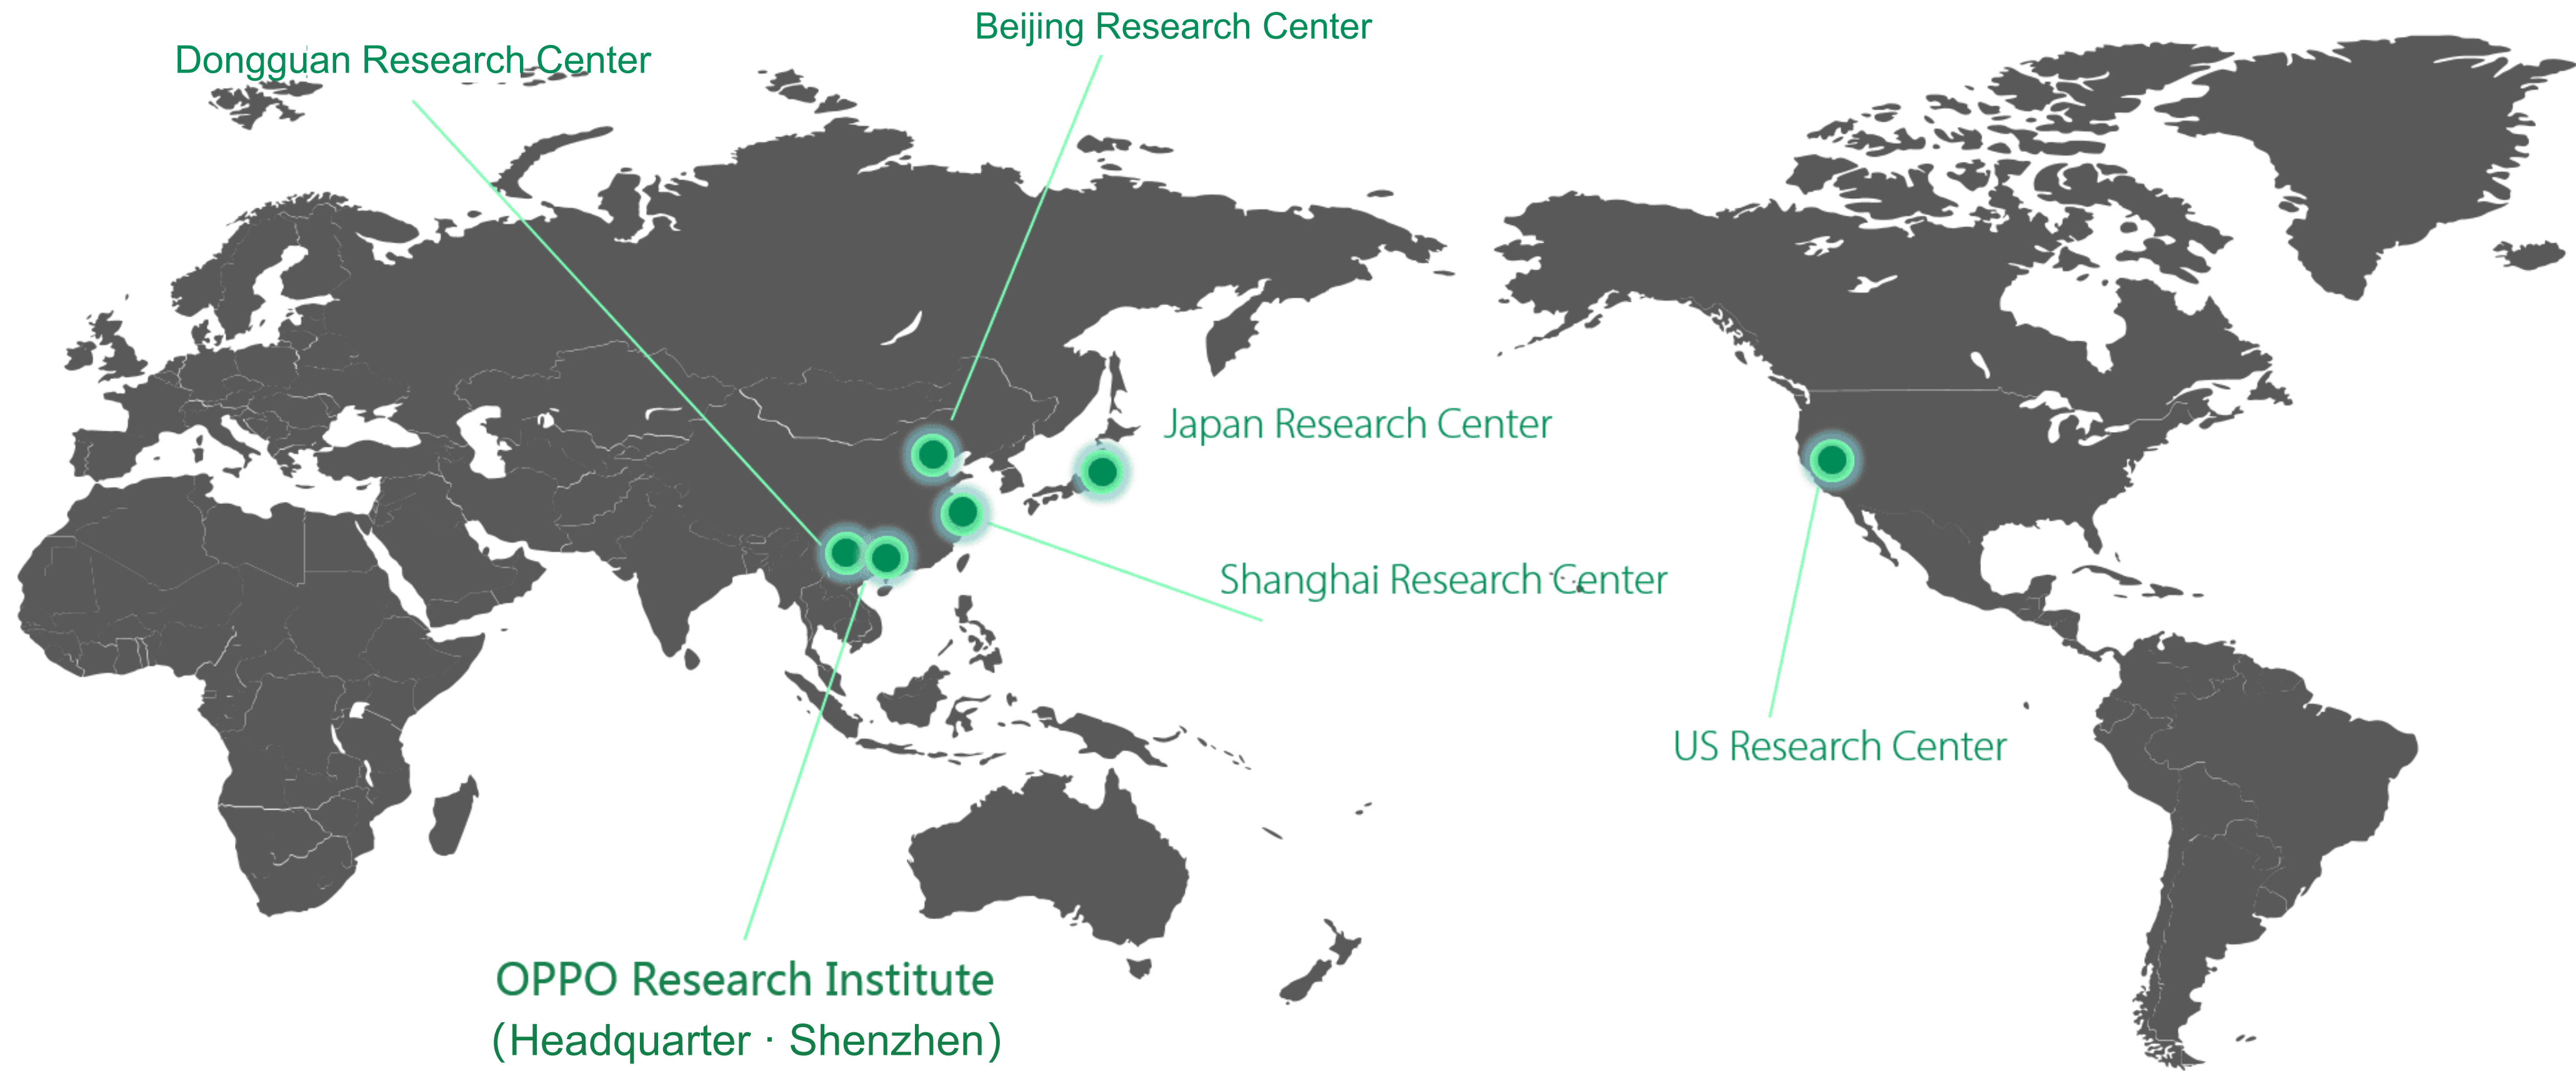 Beijing Research Center
Dongguan Research Center
Japan Research Center
Shanghai Research Center
US Research Center
OPPO Research Institute
(Headquarter · Shenzhen)